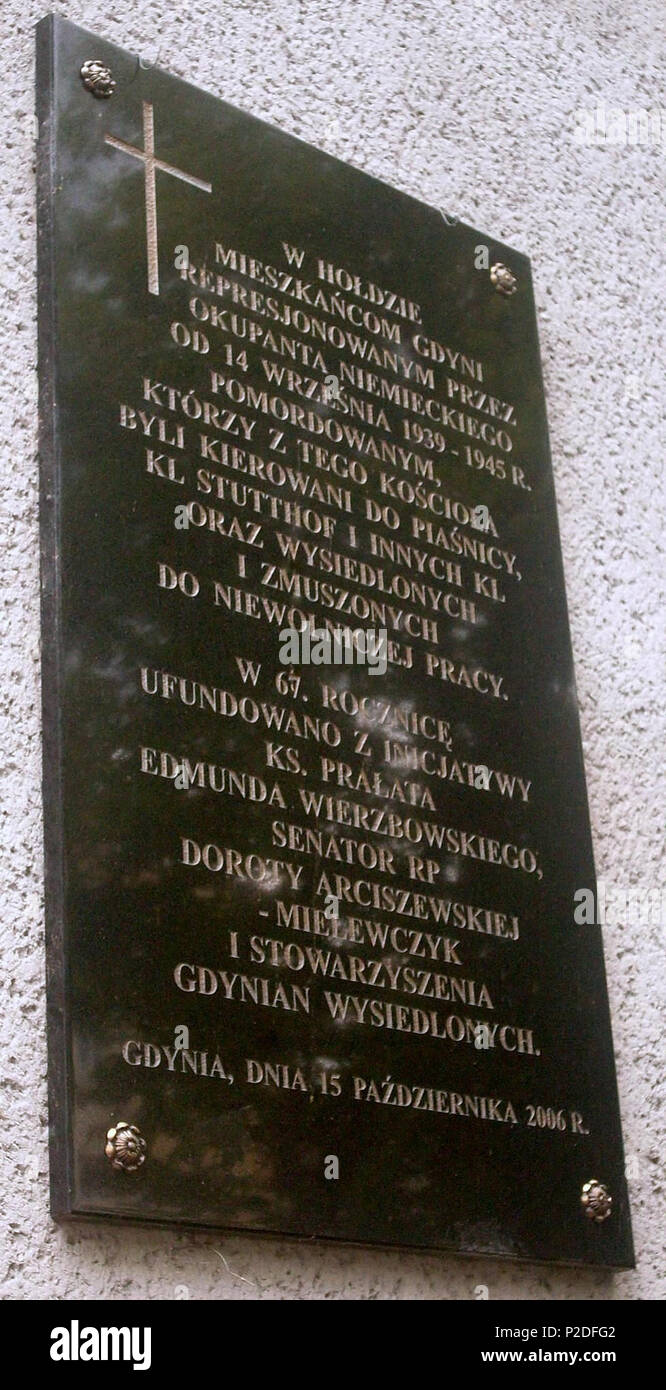 W HOŁDZIE
MIESZKAŃCOM GDYNI
REPRESJONOWANYM PRZEZ
OKUPANTA NIEMIECKIEGO
OD 14 WRZEŚNIA 1939 - 1945 R.
POMORDOWANYM,
KTÓRZY Z TEGO KOŚCIOŁA
BYLI KIEROWANI DO PIAŚNICY,
KL STUTTHOF I INNYCH KL
ORAZ WYSIEDLONYCH
I ZMUSZONYCH
DO NIEWOLNICZEJ PRACY.
W 67. ROCZNICĘ
UFUNDOWANO Z INICJATYWY
KS. PRAŁATA
EDMUNDA WIERZBOWSKIEGO,
SENATOR RP
DOROTY ARCISZEWSKIEJ
- MIELEWCZYK
I STOWARZYSZENIA
GDYNIAN WYSIEDLONYCH.
GDYNIA, DNIA, 15 PAŹDZIERNIKA 2006 R.
alamy
Image ID: P2DFG2
www.alamy.com